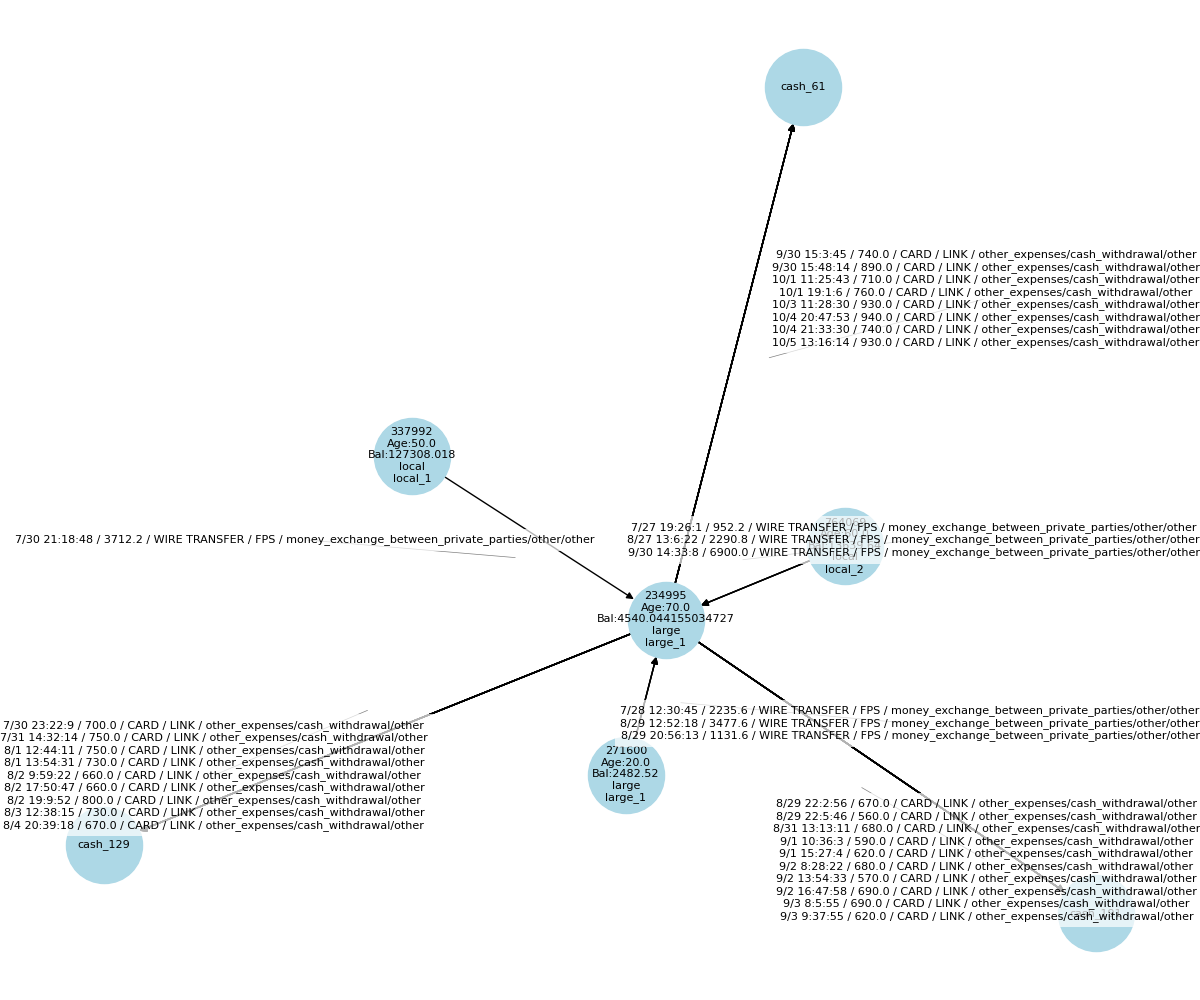 cash_61
9/30 15:3:45 / 740.0 / CARD / LINK / other_expenses/cash_withdrawal/other
9/30 15:48:14 / 890.0 / CARD / LINK / other_expenses/cash_withdrawal/other
10/1 11:25:43 / 710.0 / CARD / LINK / other_expenses/cash_withdrawal/other
10/1 19:1:6 / 760.0 / CARD / LINK / other_expenses/cash_withdrawal/other
10/3 11:28:30 / 930.0 / CARD / LINK / other_expenses/cash_withdrawal/other
10/4 20:47:53 / 940.0 / CARD / LINK / other_expenses/cash_withdrawal/other
10/4 21:33:30 / 740.0 / CARD / LINK / other_expenses/cash_withdrawal/other
10/5 13:16:14 / 930.0 / CARD / LINK / other_expenses/cash_withdrawal/other
337992
Age:50.0
Bal:127308.018
local
local_1
7/30 21:18:48 / 3712.2 / WIRE TRANSFER / FPS / money_exchange_between_private_parties/other/other
7/27 19:26:1 / 952.2 / WIRE TRANSFER / FPS / money_exchange_between_private_parties/other/other
8/27 13:6:22 / 2290.8 / WIRE TRANSFER / FPS / money_exchange_between_private_parties/other/other
9/30 14:33:8 / 6900.0 / WIRE TRANSFER / FPS / money_exchange_between_private_parties/other/other
local
local_2
234995
Age:70.0
Bal:4540.044155034727
large
large_1
7/28 12:30:45 / 2235.6 / WIRE TRANSFER / FPS / money_exchange_between_private_parties/other/other
8/29 12:52:18 / 3477.6 / WIRE TRANSFER / FPS / money_exchange_between_private_parties/other/other
8/29 20:56:13 / 1131.6 / WIRE TRANSFER / FPS / money_exchange_between_private_parties/other/other
271600
Age:20.0
Bal:2482.52
large
large_1
7/30 23:22:9 / 700.0 / CARD / LINK / other_expenses/cash_withdrawal/other
7/31 14:32:14 / 750.0 / CARD / LINK / other_expenses/cash_withdrawal/other
8/1 12:44:11 / 750.0 / CARD / LINK / other_expenses/cash_withdrawal/other
8/1 13:54:31 / 730.0 / CARD / LINK / other_expenses/cash_withdrawal/other
8/2 9:59:22 / 660.0 / CARD / LINK / other_expenses/cash_withdrawal/other
8/2 17:50:47 / 660.0 / CARD / LINK / other_expenses/cash_withdrawal/other
8/2 19:9:52 / 800.0 / CARD / LINK / other_expenses/cash_withdrawal/other
8/3 12:38:15 / 730.0 / CARD / LINK / other_expenses/cash_withdrawal/other
8/4 20:39:18 / 670.0 / CARD / LINK / other_expenses/cash_withdrawal/other
cash_129
8/29 22:2:56 / 670.0 / CARD / LINK / other_expenses/cash_withdrawal/other
8/29 22:5:46 / 560.0 / CARD / LINK / other_expenses/cash_withdrawal/other
8/31 13:13:11 / 680.0 / CARD / LINK / other_expenses/cash_withdrawal/other
9/1 10:36:3 / 590.0 / CARD / LINK / other_expenses/cash_withdrawal/other
9/1 15:27:4 / 620.0 / CARD / LINK / other_expenses/cash_withdrawal/other
9/2 8:28:22 / 680.0 / CARD / LINK / other_expenses/cash_withdrawal/other
9/2 13:54:33 / 570.0 / CARD / LINK / other_expenses/cash_withdrawal/other
9/2 16:47:58 / 690.0 / CARD / LINK / other_expenses/cash_withdrawal/other
9/3 8:5:55 / 690.0 / CARD / LINK / other_expenses/cash_withdrawal/other
9/3 9:37:55 / 620.0 / CARD / LINK / other_expenses/cash_withdrawal/other